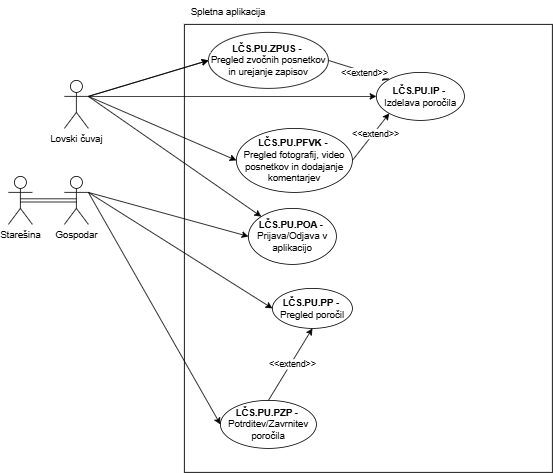 Spletna aplikacija
LČS.PU.ZPUS -
Pregled zvočnih posnetkov
in urejanje zapisov
<<extend>>
LČS.PU.IP -
Izdelava poročila
Lovski čuvaj
<<extend>>
LČS.PU.PFVK -
Pregled fotografij, video
posnetkov in dodajanje
komentarjev
Starešina
Gospodar
LČS.PU.POA -
Prijava/Odjava v
aplikacijo
LČS.PU.PP -
Pregled poročil
<<extend>>
LČS.PU.PZP -
Potrditev/Zavrnitev
poročila